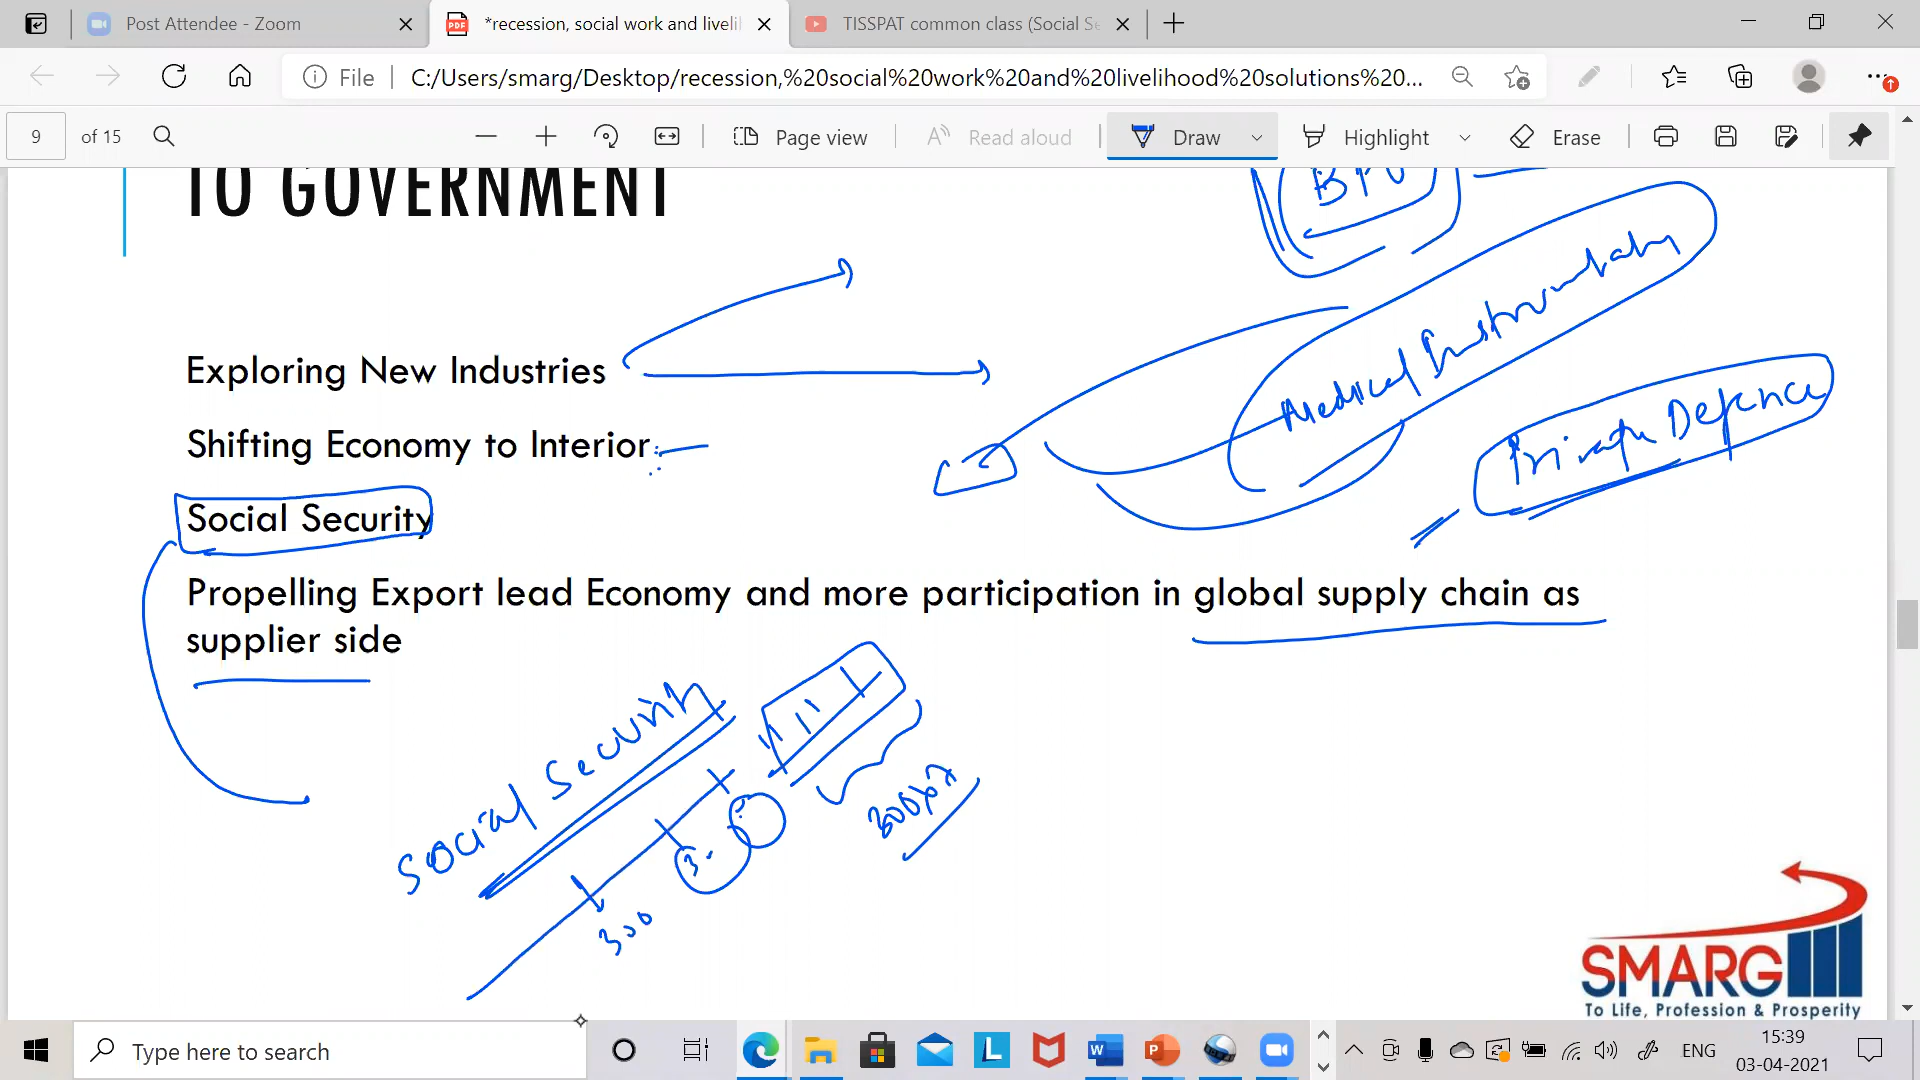 Post Attendee - Zoom
*recession, social work and liveli
TISSPAT common class (Social Se
File
C:/Users/smarg/Desktop/recession,%20social%20work%20and%20livelihood%20solutions%20...
9 of 15
Page view
Read aloud
Draw
Highlight
Erase
TO GOVERNMENT
BPO
Exploring New Industries
Medical
Shifting Economy to Interior
Private Defence
Social Security
Propelling Export lead Economy and more participation in global supply chain as
supplier side
Social Security
300
SMARG
To Life, Profession & Prosperity
Type here to search
ENG
15:39
03-04-2021